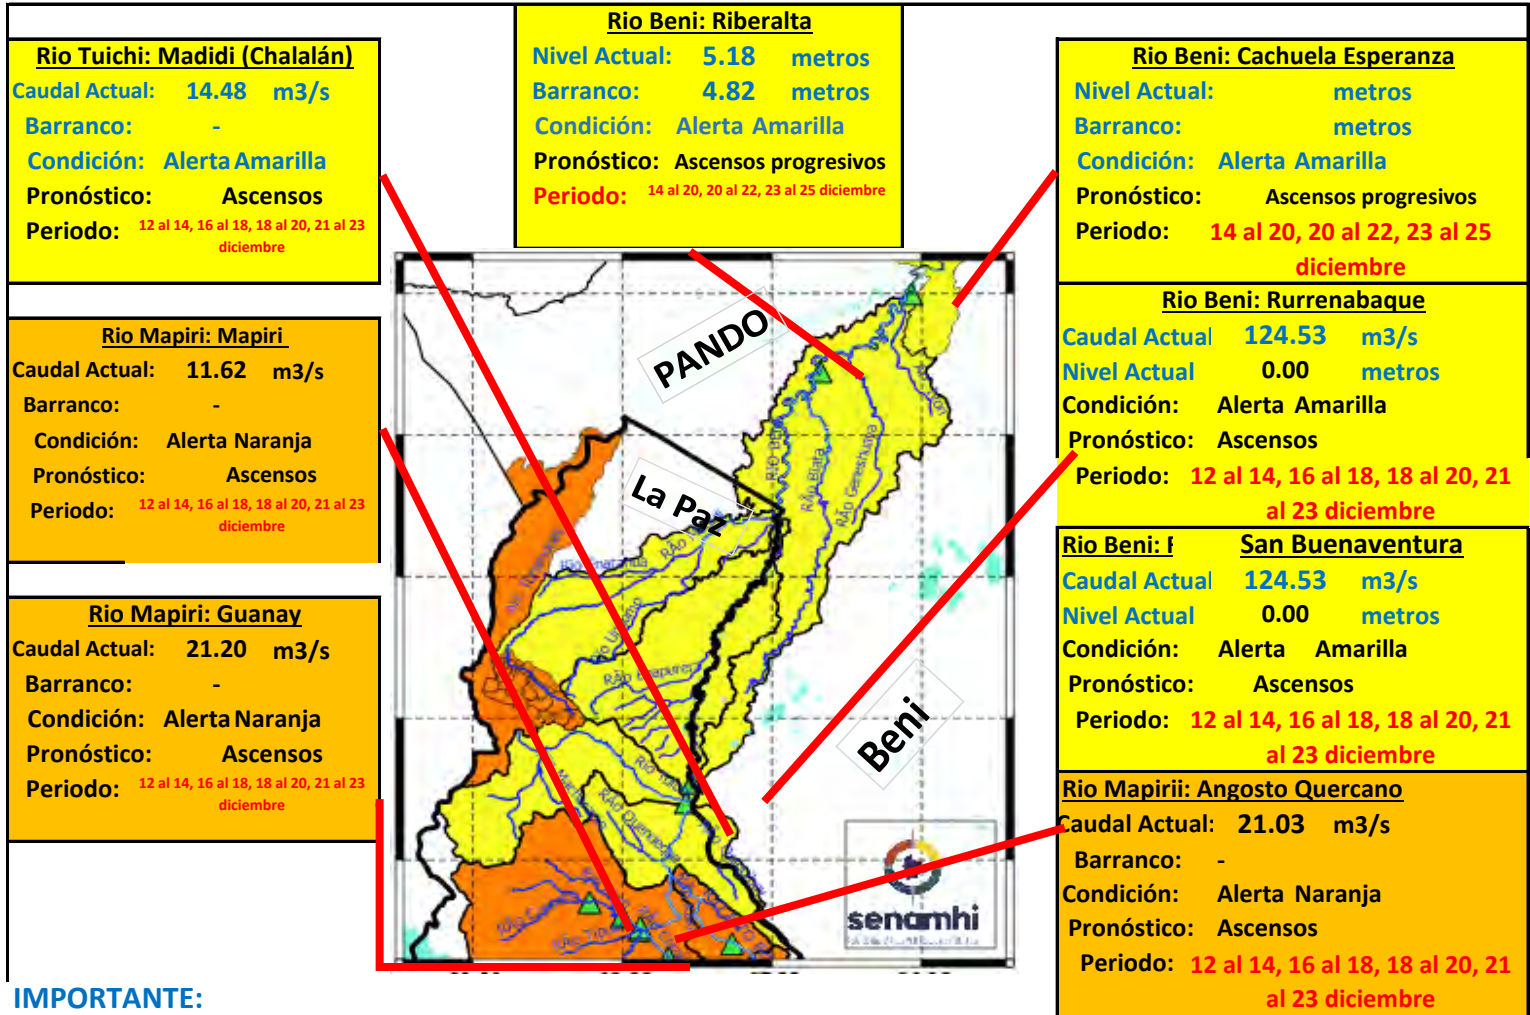 Rio Tuichi: Madidi (Chalalán)
Caudal Actual: 14.48 m3/s
Barranco: -
Condición: Alerta Amarilla
Pronóstico: Ascensos
Periodo: 12 al 14, 16 al 18, 18 al 20, 21 al 23
diciembre
Rio Mapiri: Mapiri
Caudal Actual: 11.62 m3/s
Barranco: -
Condición: Alerta Naranja
Pronóstico: Ascensos
Periodo: 12 al 14, 16 al 18, 18 al 20, 21 al 23
diciembre
Rio Mapiri: Guanay
Caudal Actual: 21.20 m3/s
Barranco: -
Condición: Alerta Naranja
Pronóstico: Ascensos
Periodo: 12 al 14, 16 al 18, 18 al 20, 21 al 23
diciembre
Rio Beni: Riberalta
Nivel Actual: 5.18 metros
Barranco: 4.82 metros
Condición: Alerta Amarilla
Pronóstico: Ascensos progresivos
Periodo: 14 al 20, 20 al 22, 23 al 25 diciembre
PANDO
La Paz
Beni
RÃo Biata
RÃo Quenque
senamhi
Rio Beni: Cachuela Esperanza
Nivel Actual: metros
Barranco: metros
Condición: Alerta Amarilla
Pronóstico: Ascensos progresivos
Periodo: 14 al 20, 20 al 22, 23 al 25
diciembre
Rio Beni: Rurrenabaque
Caudal Actual 124.53 m3/s
Nivel Actual 0.00 metros
Condición: Alerta Amarilla
Pronóstico: Ascensos
Periodo: 12 al 14, 16 al 18, 18 al 20, 21
al 23 diciembre
Rio Beni: San Buenaventura
Caudal Actual 124.53 m3/s
Nivel Actual 0.00 metros
Condición: Alerta Amarilla
Pronóstico: Ascensos
Periodo: 12 al 14, 16 al 18, 18 al 20, 21
al 23 diciembre
Rio Mapirii: Angosto Quercano
Caudal Actual: 21.03 m3/s
Barranco: -
Condición: Alerta Naranja
Pronóstico: Ascensos
Periodo: 12 al 14, 16 al 18, 18 al 20, 21
al 23 diciembre
IMPORTANTE: